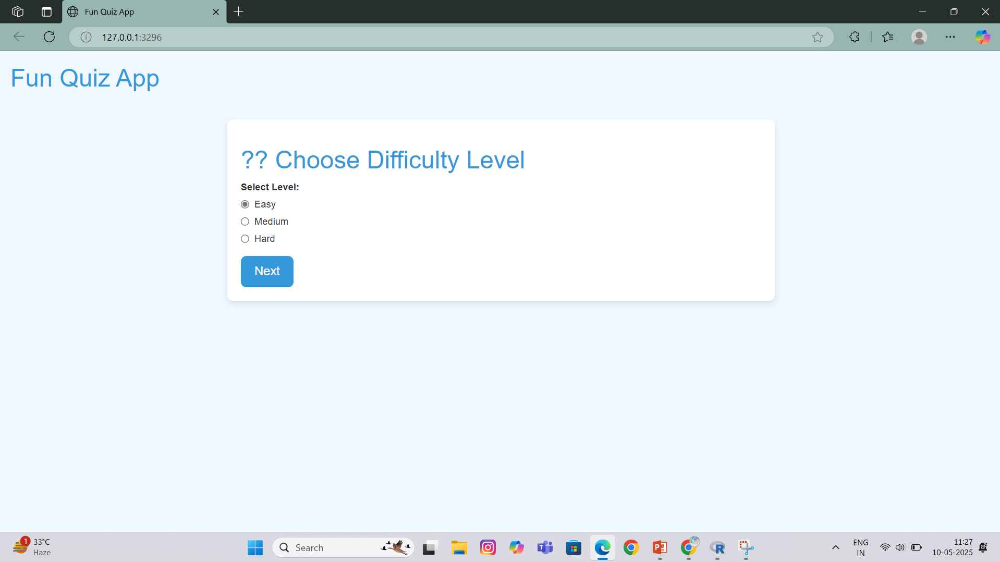 Fun Quiz App
127.0.0.1:3296
Fun Quiz App
?? Choose Difficulty Level
Select Level:
Easy
Medium
Hard
Next
1
33°C
Haze
Search
ENG
IN
11:27
10-05-2025